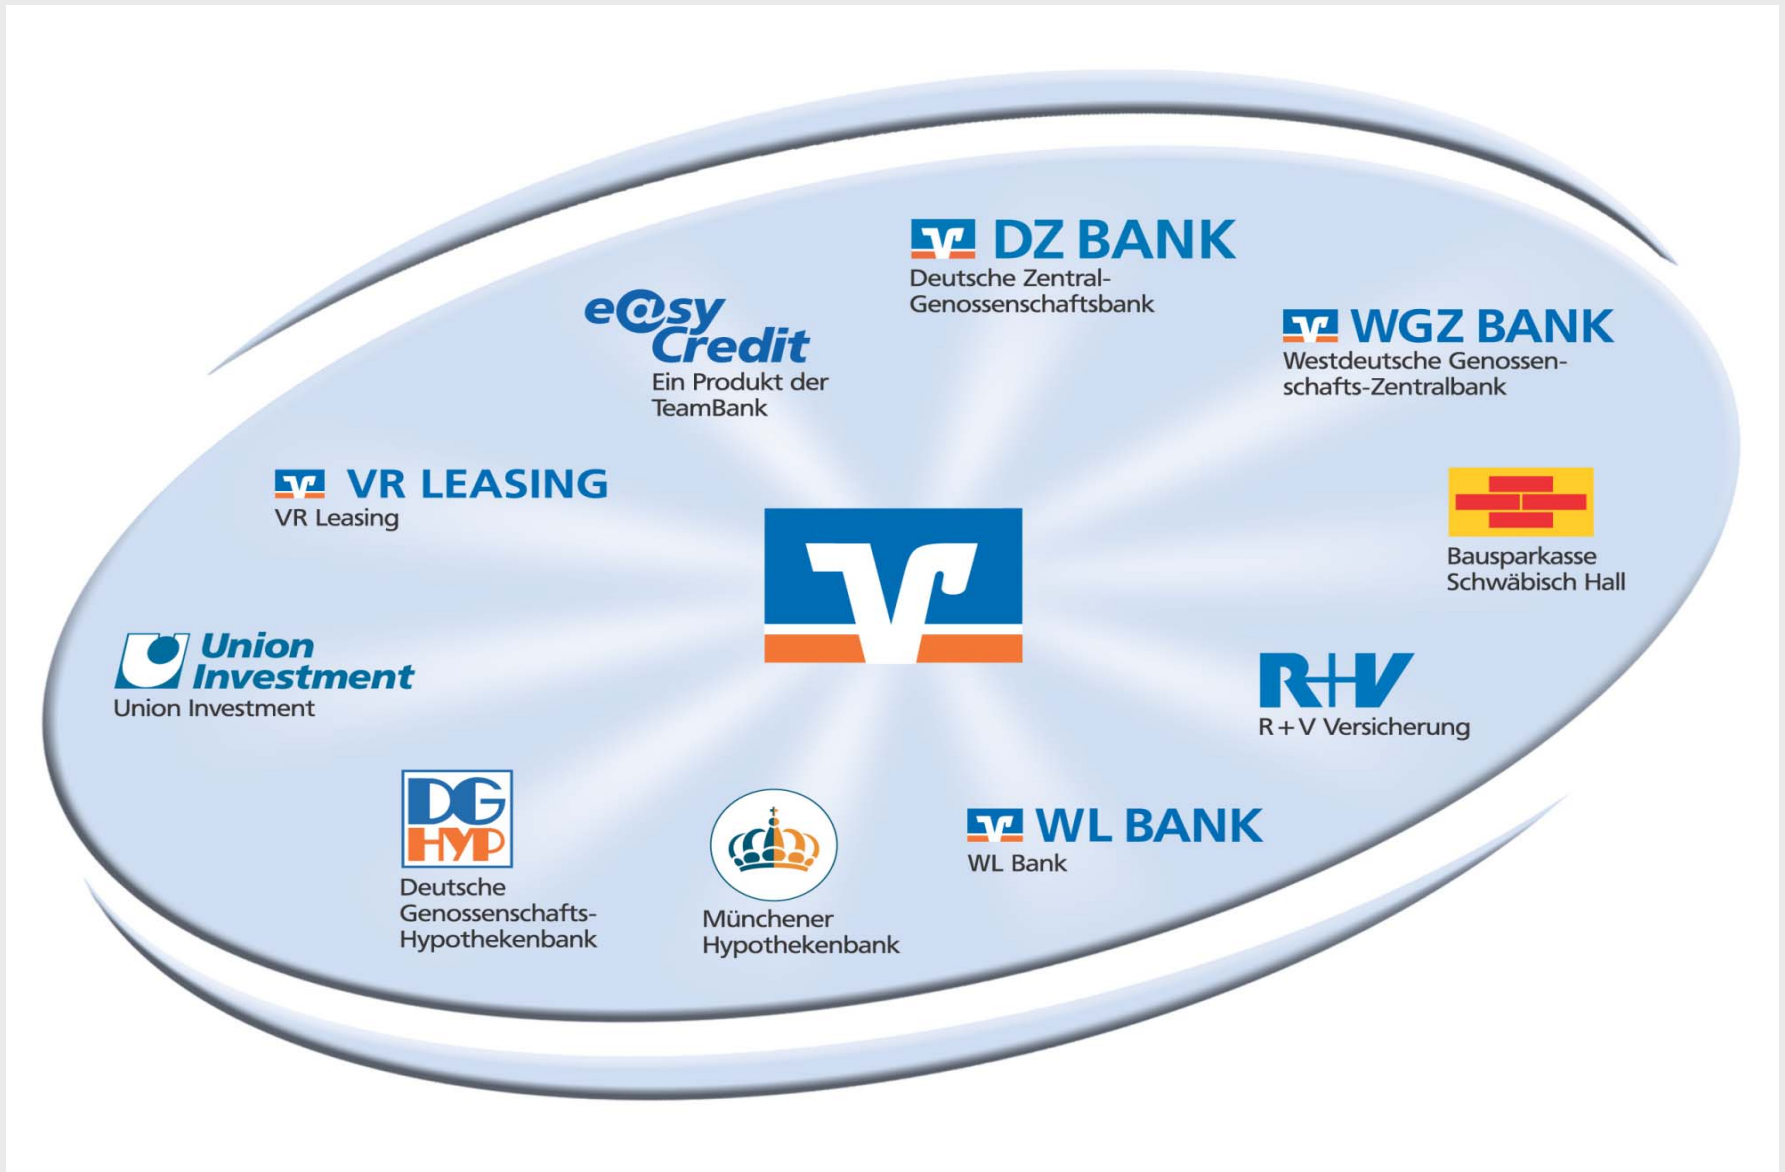 DZ BANK
Deutsche Zentral-
Genossenschaftsbank
e@sy
Credit
Ein Produkt der
TeamBank
WGZ BANK
Westdeutsche Genossen-
schafts-Zentralbank
VR LEASING
VR Leasing
Bausparkasse
Schwäbisch Hall
Union
Investment
Union Investment
R+V
R+V Versicherung
DG
HYP
Deutsche
Genossenschafts-
Hypothekenbank
Münchener
Hypothekenbank
WL BANK
WL Bank